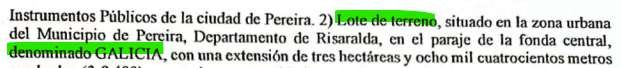 Instrumentos Públicos de la ciudad de Pereira. 2) Lote de terreno, situado en la zona urbana
del Municipio de Pereira, Departamento de Risaralda, en el paraje de la fonda central,
denominado GALICIA, con una extensión de tres hectáreas y ocho mil cuatrocientos metros